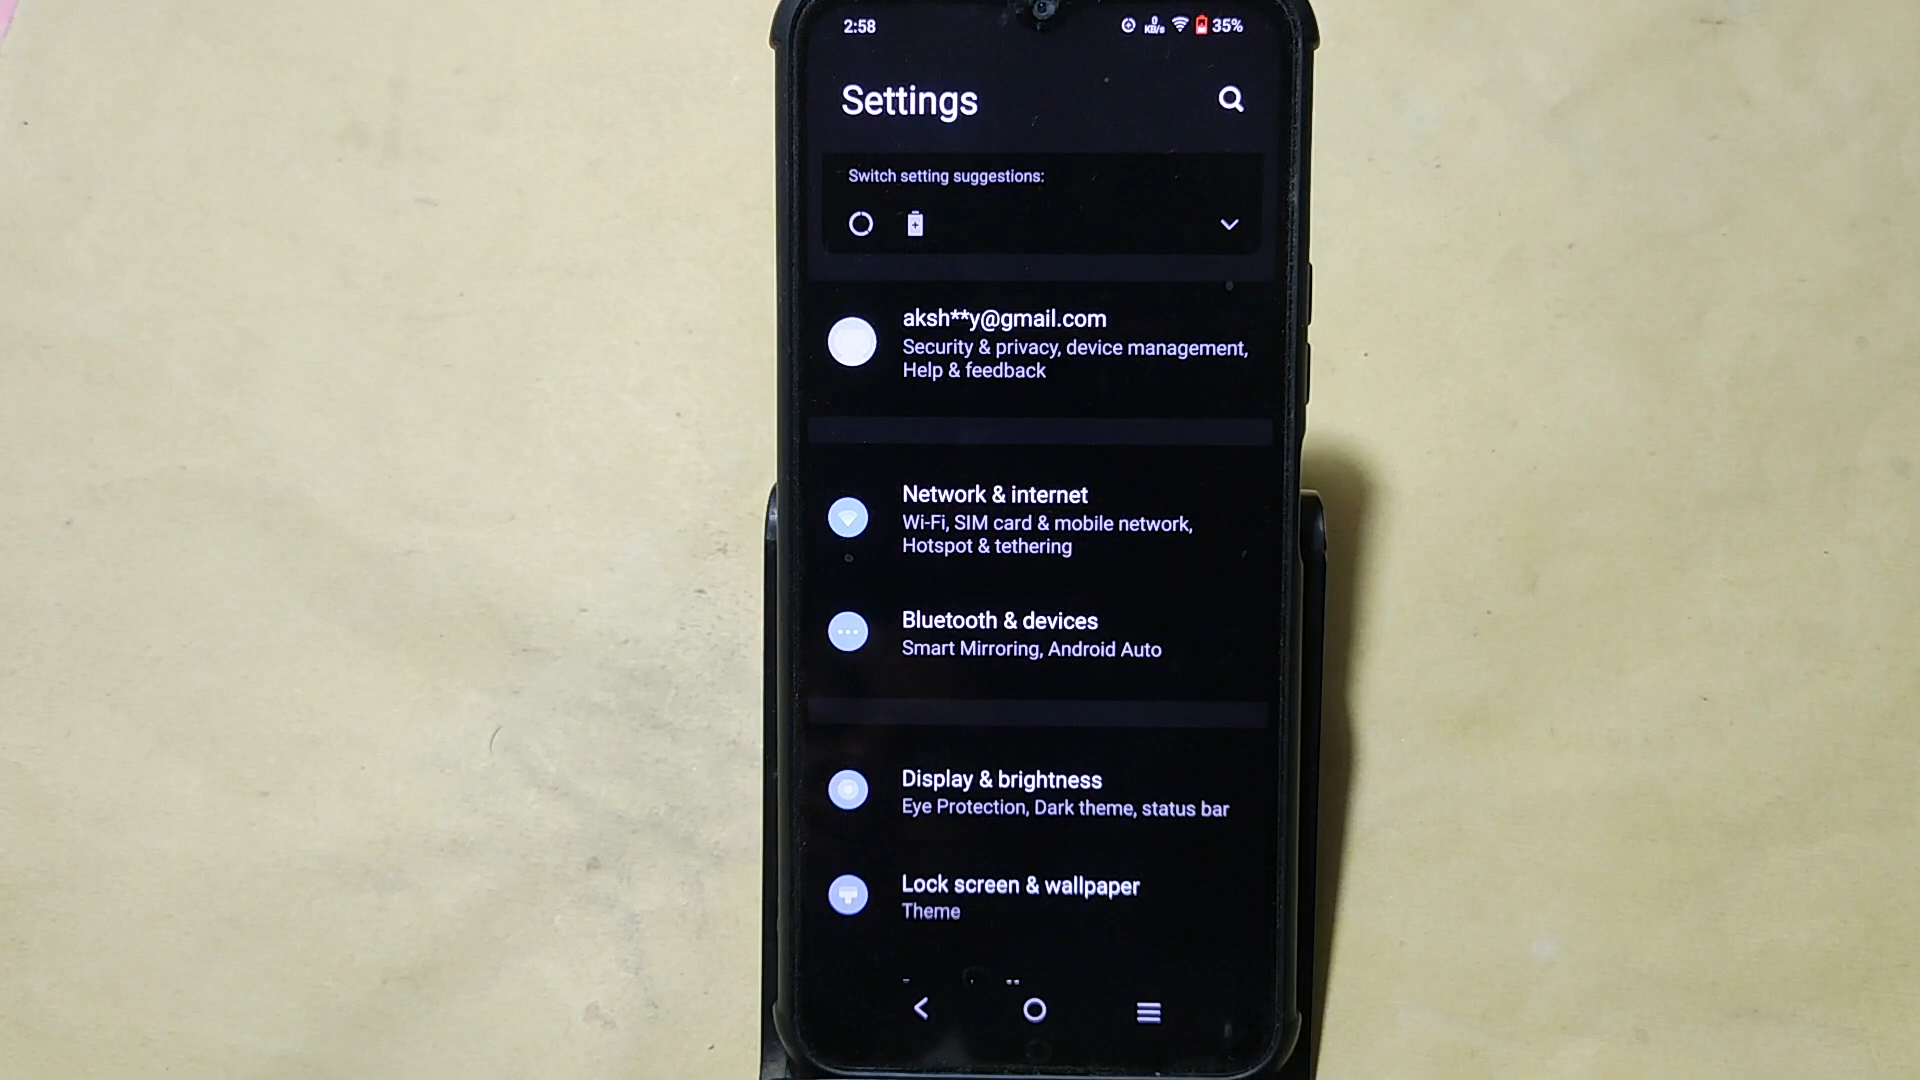 2:58
0 KB/s 35%
Settings
Switch setting suggestions:
aksh**y@gmail.com
Security & privacy, device management,
Help & feedback
Network & internet
Wi-Fi, SIM card & mobile network,
Hotspot & tethering
Bluetooth & devices
Smart Mirroring, Android Auto
Display & brightness
Eye Protection, Dark theme, status bar
Lock screen & wallpaper
Theme